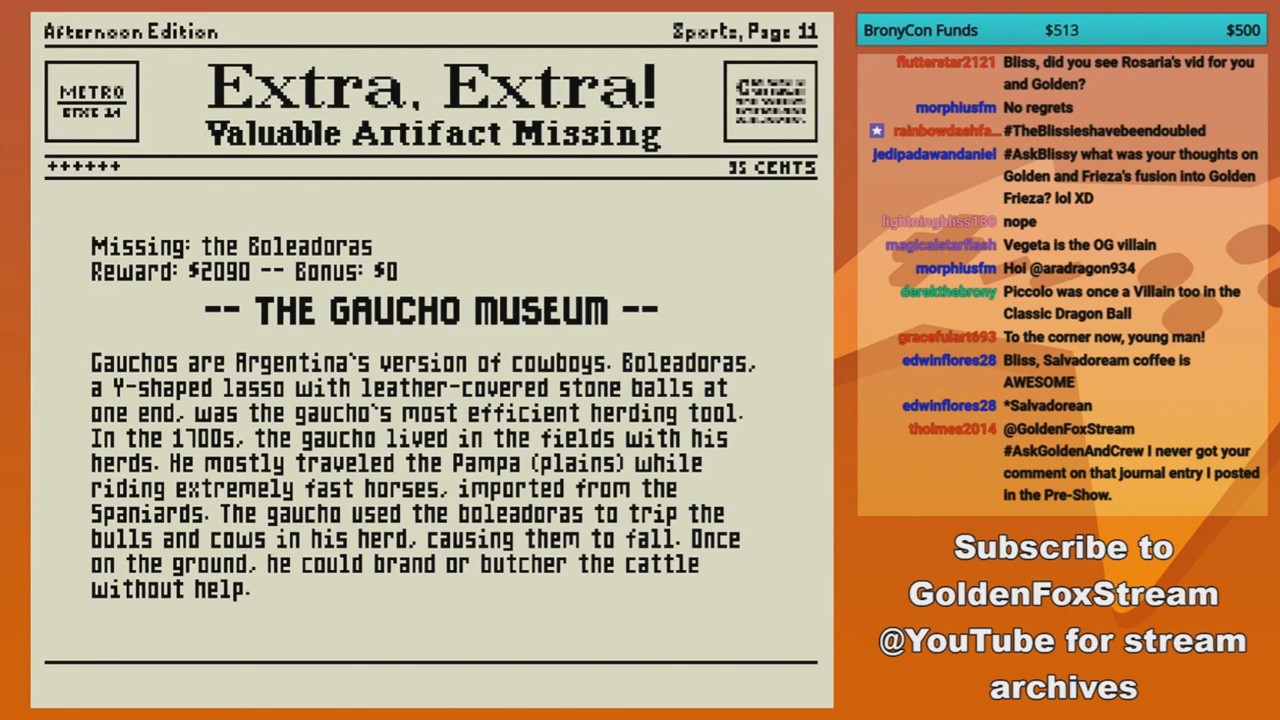 Afternoon Edition
Sports, Page 11
METRO
Extra, Extra!
Valuable Artifact Missing
++++++
35 CENTS
Missing: the Boleadoras
Reward: $2090 -- Bonus: $0
-- THE GAUCHO MUSEUM --
Gauchos are Argentina's version of cowboys. Boleadoras,
a Y-shaped lasso with leather-covered stone balls at
one end, was the gaucho's most efficient herding tool.
In the 1700s, the gaucho lived in the fields with his
herds. He mostly traveled the Pampa (plains) while
riding extremely fast horses, imported from the
Spaniards. The gaucho used the boleadoras to trip the
bulls and cows in his herd, causing them to fall. Once
on the ground, he could brand or butcher the cattle
without help.
BronyCon Funds $513 $500
flutterstar2121 Bliss, did you see Rosaria's vid for you
and Golden?
morphiusfm No regrets
rainbowdashfa... #TheBlissieshavebeendoubled
jedipadawandaniel #AskBlissy what was your thoughts on
Golden and Frieza's fusion into Golden
Frieza? lol XD
lightningbliss180 nope
magicalstarflash Vegeta is the OG villain
morphiusfm Hoi @aradragon934
derekthebrony Piccolo was once a Villain too in the
Classic Dragon Ball
gracefulart693 To the corner now, young man!
edwinflores28 Bliss, Salvadoream coffee is
AWESOME
edwinflores28 *Salvadorean
tholmes2014 @GoldenFoxStream
#AskGoldenAndCrew I never got your
comment on that journal entry I posted
in the Pre-Show.
Subscribe to
GoldenFoxStream
@YouTube for stream
archives